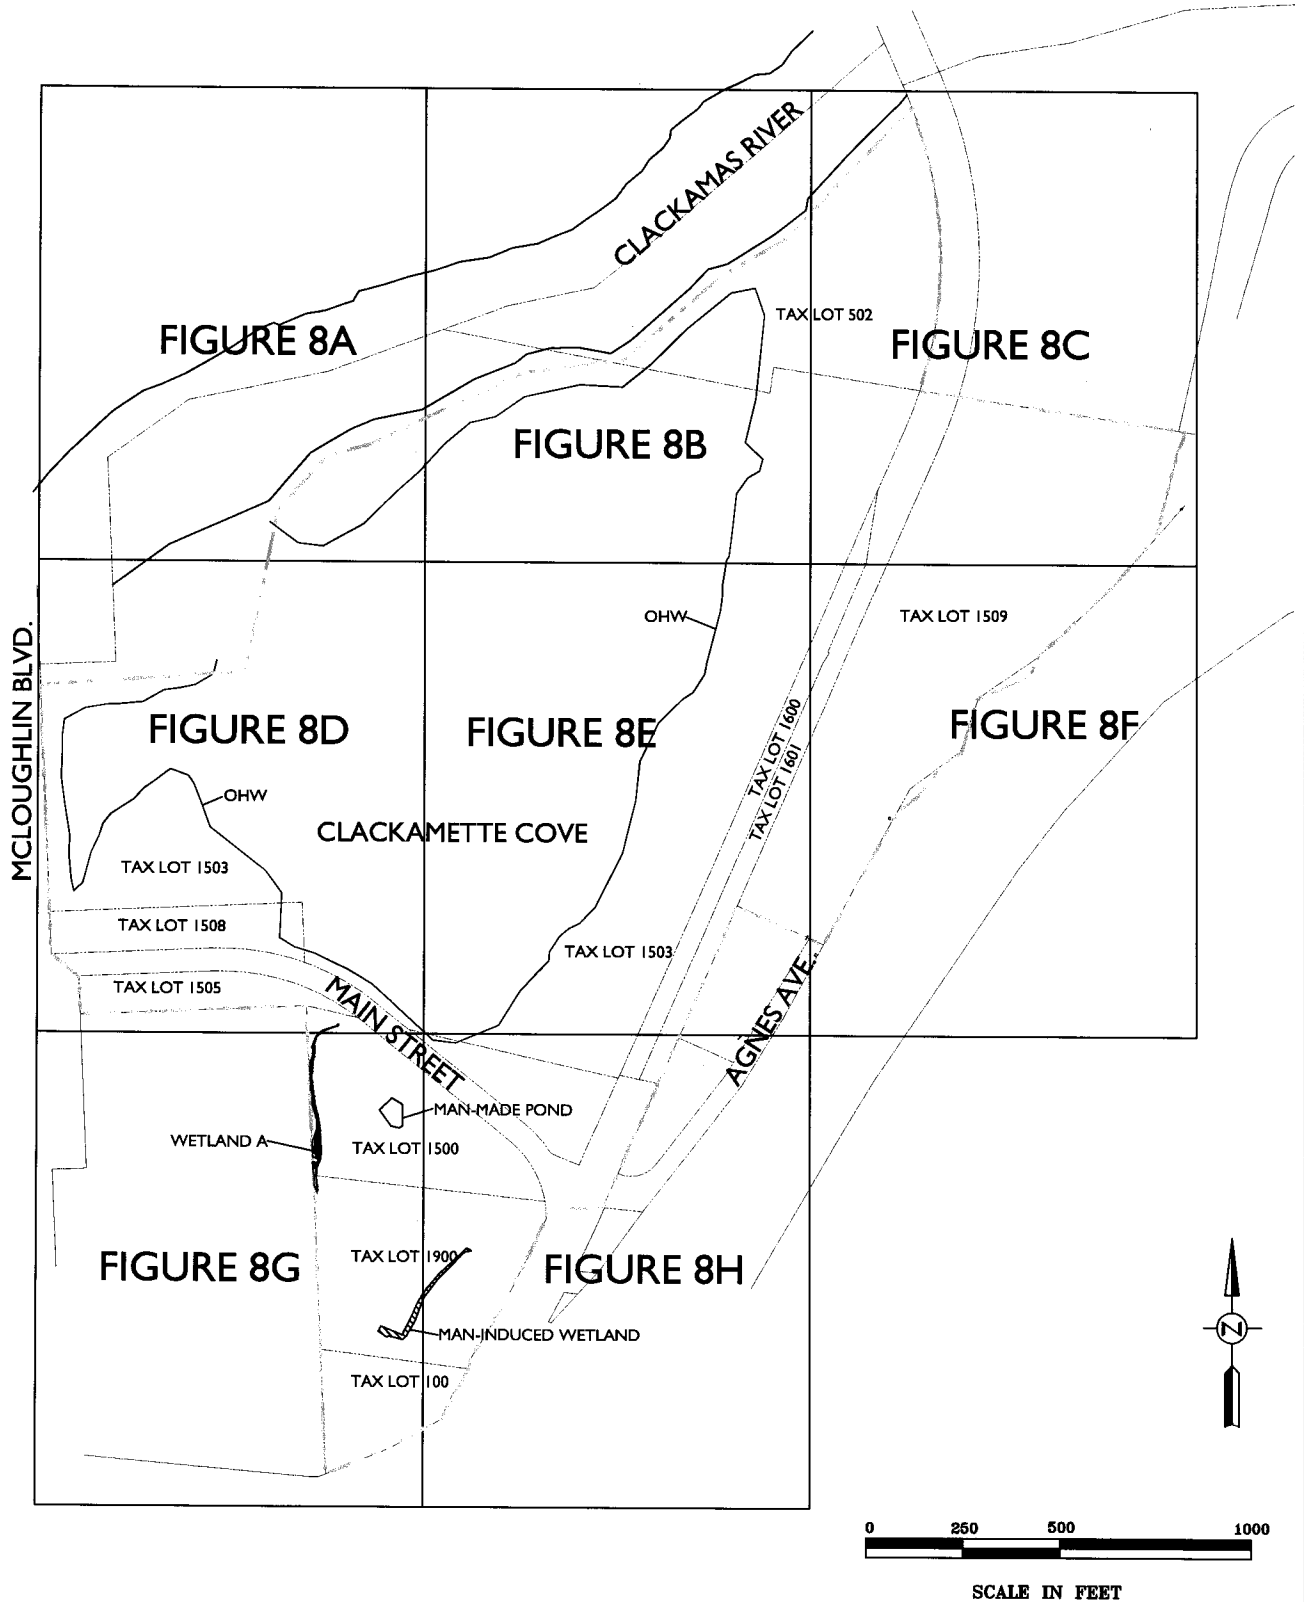 CLACKAMAS RIVER
TAX LOT 502
FIGURE 8A
FIGURE 8C
FIGURE 8B
OHW
TAX LOT 1509
MCLOUGHLIN BLVD.
FIGURE 8D
FIGURE 8E
TAX LOT 1600
TAX LOT 1601
FIGURE 8F
OHW
CLACKAMETTE COVE
TAX LOT 1503
TAX LOT 1508
TAX LOT 1503
TAX LOT 1505
MAIN STREET
AGNES AVE.
MAN-MADE POND
WETLAND A
TAX LOT 1500
TAX LOT 1900
FIGURE 8G
FIGURE 8H
MAN-INDUCED WETLAND
TAX LOT 100
N
0 250 500 1000
SCALE IN FEET